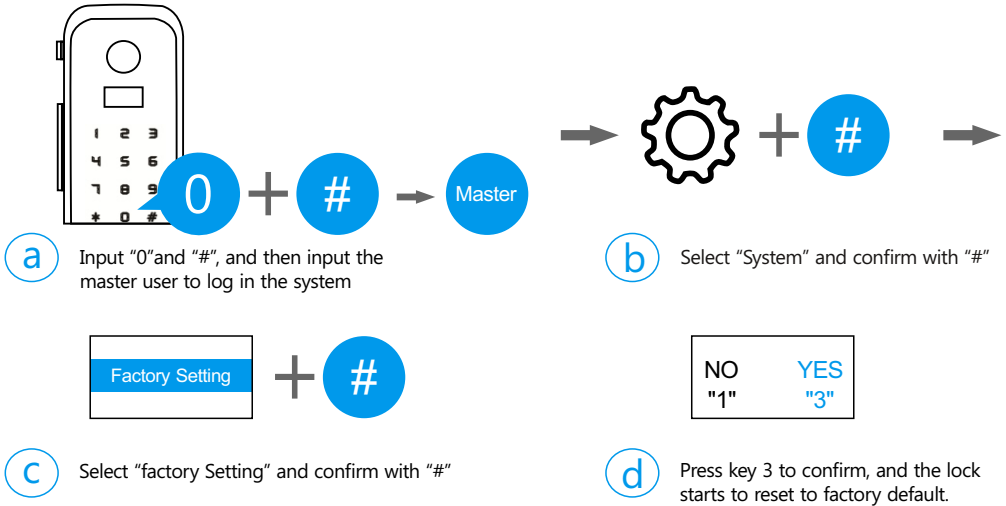 1 2 3
4 5 6
7 8 9
* 0 #
0 + # Master
+ #
a Input “0”and “#”, and then input the
master user to log in the system
b Select “System” and confirm with “#”
Factory Setting + #
NO YES
"1" "3"
c Select “factory Setting” and confirm with “#”
d Press key 3 to confirm, and the lock
starts to reset to factory default.